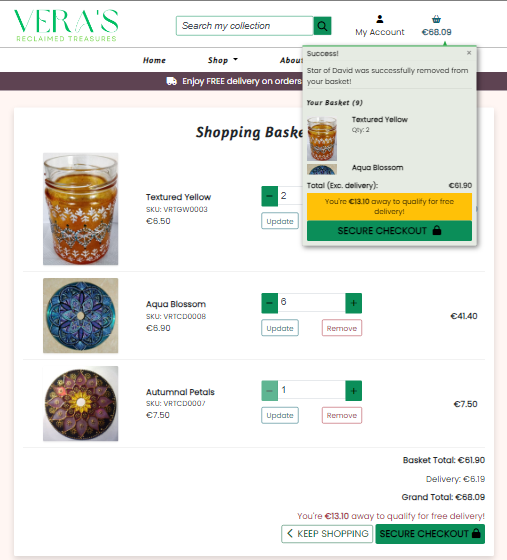 VERA'S
RECLAIMED TREASURES
Search my collection
My Account
€68.09
Home
Shop
Enjoy FREE delivery on orders
Success!
×
Star of David was successfully removed from
your basket!
Your Basket (9)
Textured Yellow
Qty: 2
Aqua Blossom
Total (Exc. delivery): €61.90
You're €13.10 away to qualify for free
delivery!
SECURE CHECKOUT
Shopping Baske
Textured Yellow
SKU: VRTGW0003
€6.50
− 2
Update
Aqua Blossom
SKU: VRTCD0008
€6.90
− 6 +
Update Remove
€41.40
Autumnal Petals
SKU: VRTCD0007
€7.50
− 1 +
Update Remove
€7.50
Basket Total: €61.90
Delivery: €6.19
Grand Total: €68.09
You're €13.10 away to qualify for free delivery!
KEEP SHOPPING SECURE CHECKOUT